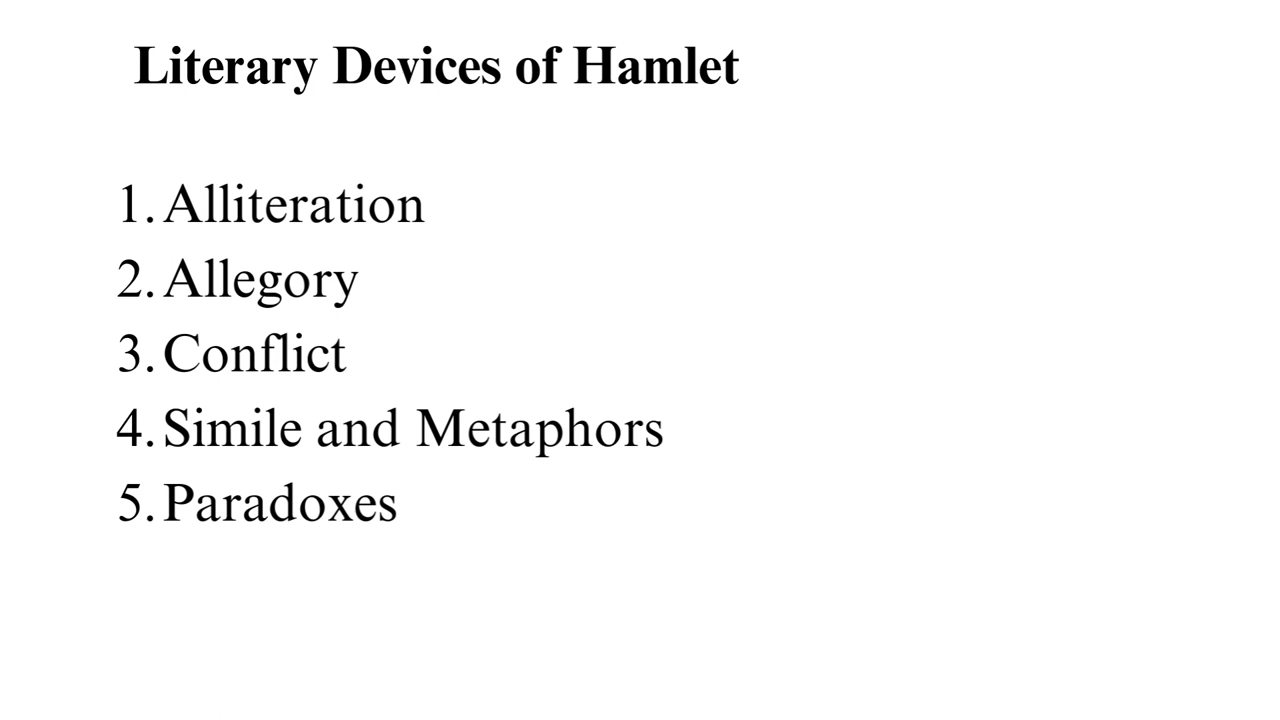 Literary Devices of Hamlet
1. Alliteration
2. Allegory
3. Conflict
4. Simile and Metaphors
5. Paradoxes